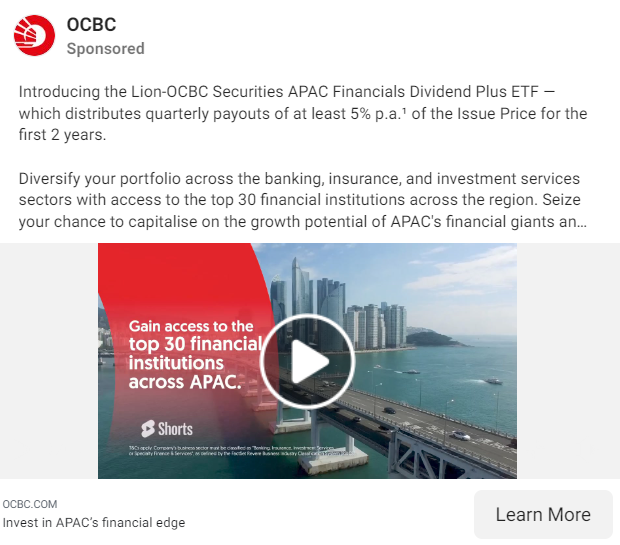 OCBC
Sponsored
Introducing the Lion-OCBC Securities APAC Financials Dividend Plus ETF —
which distributes quarterly payouts of at least 5% p.a.¹ of the Issue Price for the
first 2 years.
Diversify your portfolio across the banking, insurance, and investment services
sectors with access to the top 30 financial institutions across the region. Seize
your chance to capitalise on the growth potential of APAC's financial giants an...
Gain access to the
top 30 financial
institutions
across APAC.
Shorts
T&Cs apply. Company's business sector must be classified as "Banking, Insurance, Investment Services
or Specialty Finance & Services" as defined by the FactSet Revere Business Industry
OCBC.COM
Invest in APAC's financial edge
Learn More